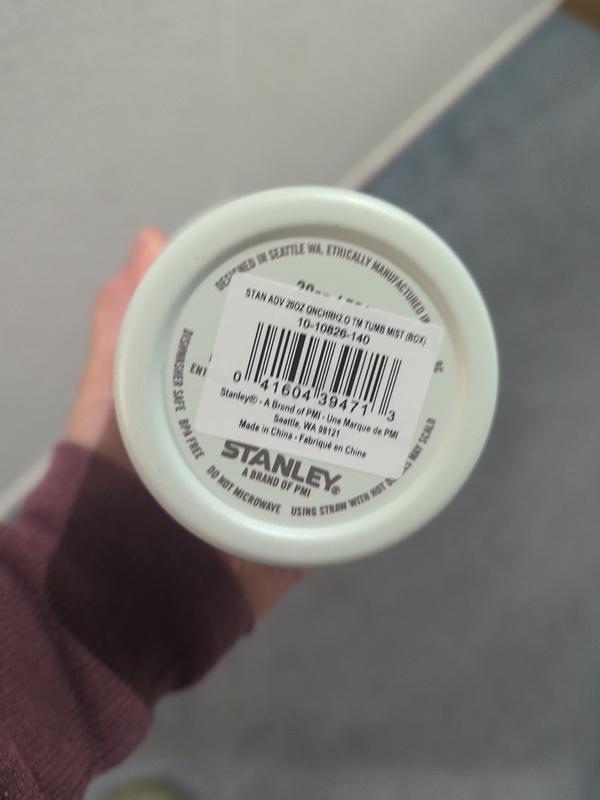 DESIGNED IN SEATTLE WA, ETHICALLY MANUFACTURED IN
20oz
STAN ADV 20OZ QNCHRH2.O TM TUMB MIST (BOX)
10-10826-140
0 41604 39471 3
Stanley® - A Brand of PMI - Une Marque de PMI
Seattle, WA 98121
Made in China - Fabriqué en Chine
STANLEY®
A BRAND OF PMI
DISHWASHER SAFE BPA FREE DO NOT MICROWAVE USING STRAW WITH HOT MAY SCALD